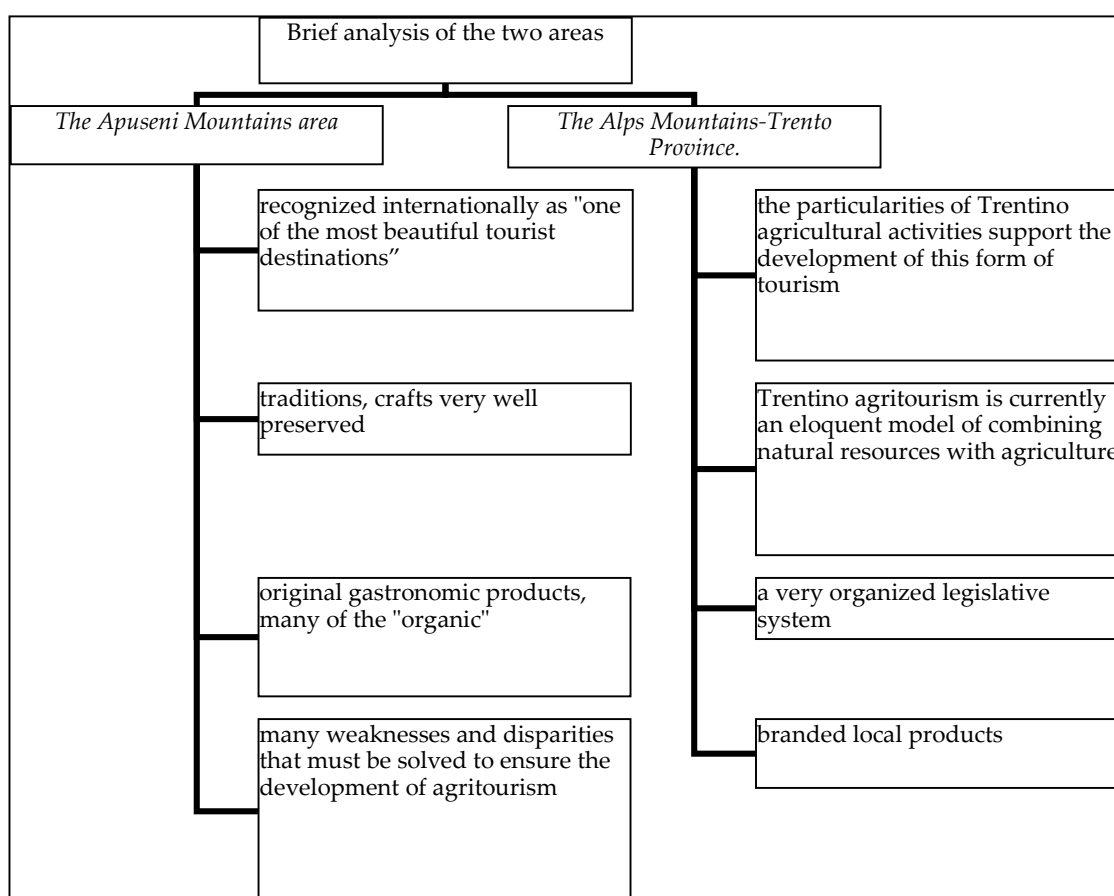 Brief analysis of the two areas
The Apuseni Mountains area
The Alps Mountains-Trento
Province.
recognized internationally as "one
of the most beautiful tourist
destinations”
traditions, crafts very well
preserved
original gastronomic products,
many of the "organic"
many weaknesses and disparities
that must be solved to ensure the
development of agritourism
the particularities of Trentino
agricultural activities support the
development of this form of
tourism
Trentino agritourism is currently
an eloquent model of combining
natural resources with agriculture
a very organized legislative
system
branded local products